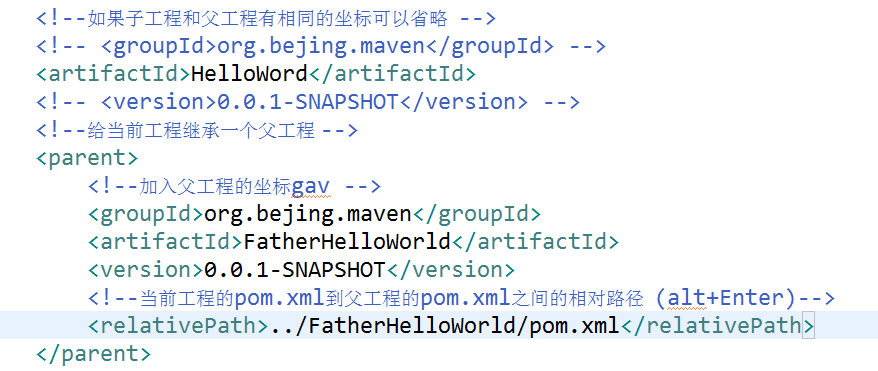 <!--如果子工程和父工程有相同的坐标可以省略 -->
<!-- <groupId>org.bejing.maven</groupId> -->
<artifactId>HelloWord</artifactId>
<!-- <version>0.0.1-SNAPSHOT</version> -->
<!--给当前工程继承一个父工程 -->
<parent>
<!--加入父工程的坐标gav -->
<groupId>org.bejing.maven</groupId>
<artifactId>FatherHelloWorld</artifactId>
<version>0.0.1-SNAPSHOT</version>
<!--当前工程的pom.xml到父工程的pom.xml之间的相对路径 (alt+Enter)-->
<relativePath>../FatherHelloWorld/pom.xml</relativePath>
</parent>